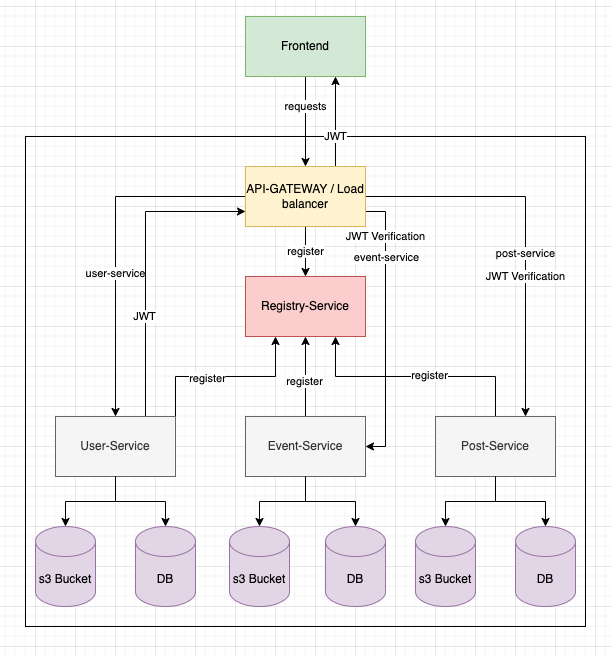 Frontend
requests
JWT
API-GATEWAY / Load
balancer
JWT Verification
event-service
register
post-service
JWT Verification
user-service
Registry-Service
JWT
register
register
register
User-Service
Event-Service
Post-Service
s3 Bucket
DB
s3 Bucket
DB
s3 Bucket
DB